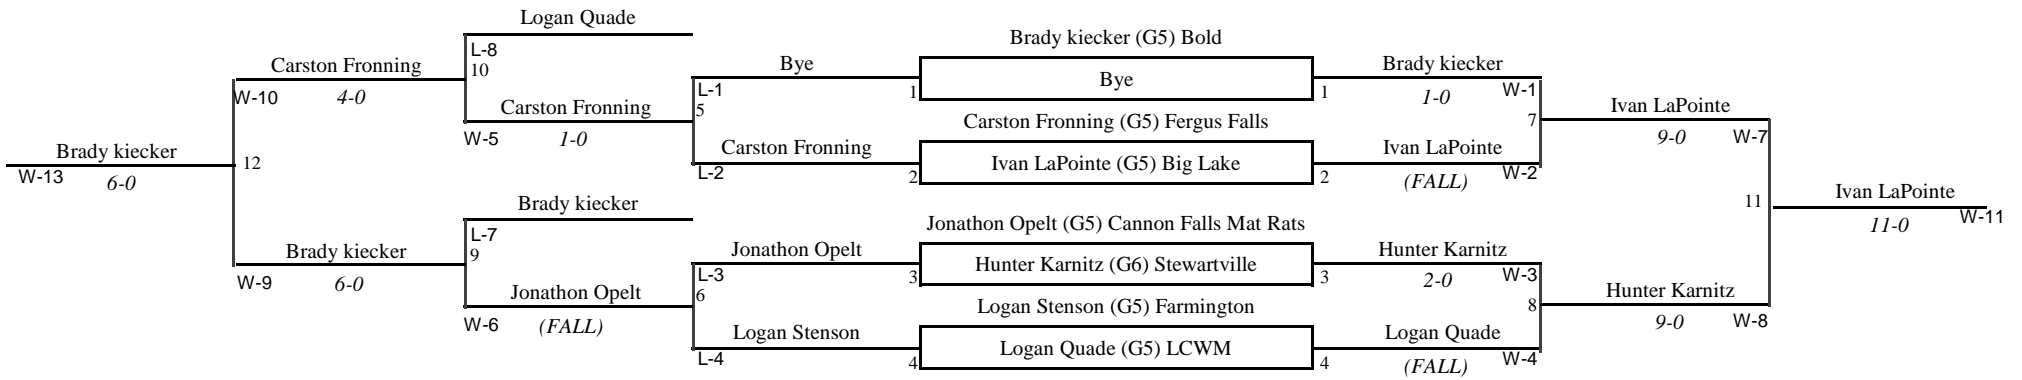 Logan Quade
Brady kiecker (G5) Bold
L-8
Carston Fronning
10
Bye
Bye
Brady kiecker
W-10
4-0
L-1
1
1
1-0
W-1
Carston Fronning
5
Ivan LaPointe
W-5
1-0
Carston Fronning (G5) Fergus Falls
7
9-0
W-7
Brady kiecker
12
Carston Fronning
Ivan LaPointe (G5) Big Lake
Ivan LaPointe
W-13
6-0
L-2
2
2
(FALL)
W-2
Brady kiecker
Ivan LaPointe
L-7
Jonathon Opelt (G5) Cannon Falls Mat Rats
11
11-0
W-11
Brady kiecker
9
Jonathon Opelt
Hunter Karnitz (G6) Stewartville
Hunter Karnitz
W-9
6-0
L-3
3
3
2-0
W-3
Jonathon Opelt
6
Hunter Karnitz
W-6
(FALL)
Logan Stenson (G5) Farmington
8
9-0
W-8
Logan Stenson
Logan Quade (G5) LCWM
Logan Quade
L-4
4
4
(FALL)
W-4